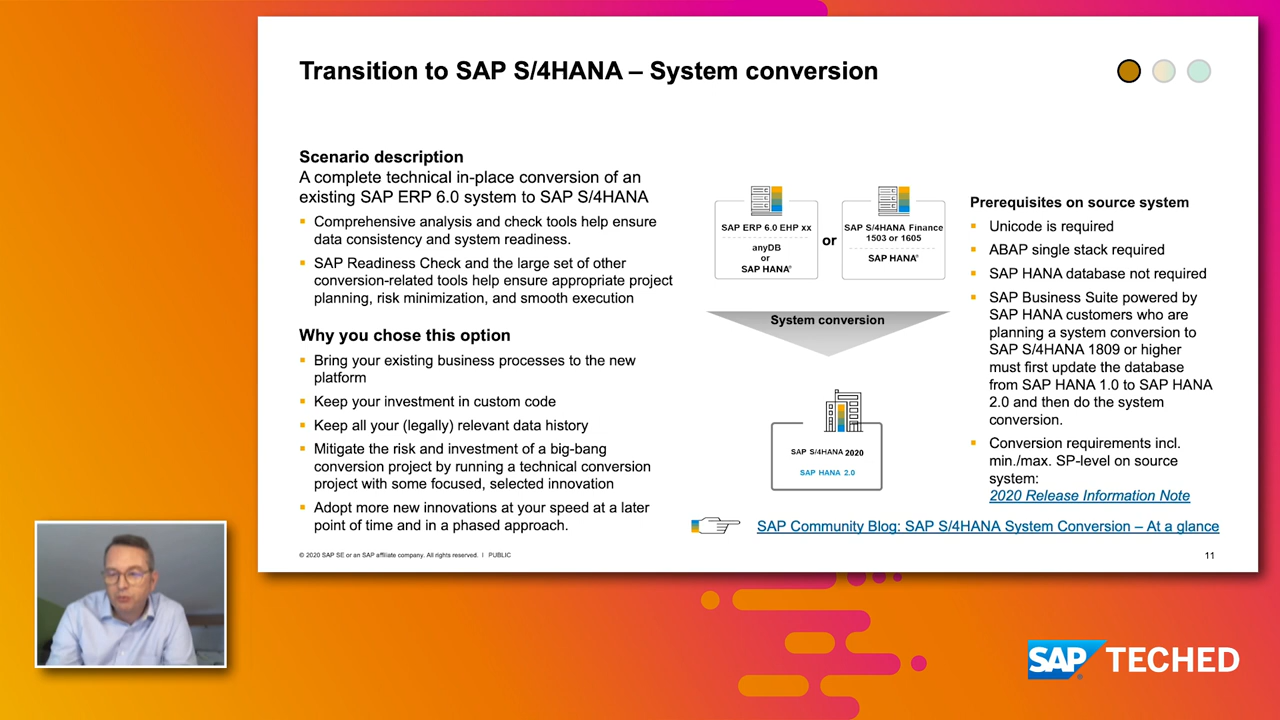 Transition to SAP S/4HANA – System conversion
Scenario description
A complete technical in-place conversion of an
existing SAP ERP 6.0 system to SAP S/4HANA
▪ Comprehensive analysis and check tools help ensure
data consistency and system readiness.
▪ SAP Readiness Check and the large set of other
conversion-related tools help ensure appropriate project
planning, risk minimization, and smooth execution
Why you chose this option
▪ Bring your existing business processes to the new
platform
▪ Keep your investment in custom code
▪ Keep all your (legally) relevant data history
▪ Mitigate the risk and investment of a big-bang
conversion project by running a technical conversion
project with some focused, selected innovation
▪ Adopt more new innovations at your speed at a later
point of time and in a phased approach.
SAP ERP 6.0 EHP xx
anyDB
or
SAP HANA®
or
SAP S/4HANA Finance
1503 or 1605
SAP HANA®
System conversion
SAP S/4HANA 2020
SAP HANA 2.0
Prerequisites on source system
▪ Unicode is required
▪ ABAP single stack required
▪ SAP HANA database not required
▪ SAP Business Suite powered by
SAP HANA customers who are
planning a system conversion to
SAP S/4HANA 1809 or higher
must first update the database
from SAP HANA 1.0 to SAP HANA
2.0 and then do the system
conversion.
▪ Conversion requirements incl.
min./max. SP-level on source
system:
2020 Release Information Note
SAP Community Blog: SAP S/4HANA System Conversion – At a glance
© 2020 SAP SE or an SAP affiliate company. All rights reserved. I PUBLIC
11
SAP® TECHED